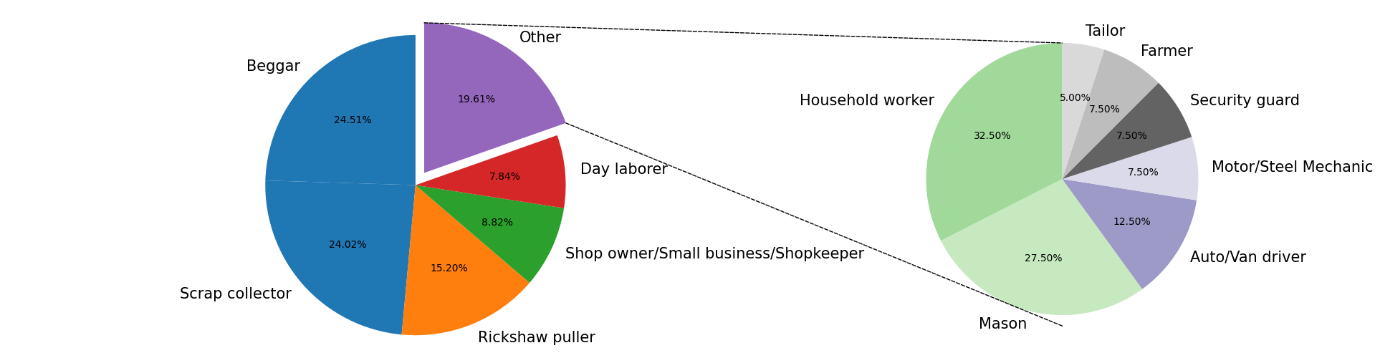 Beggar
24.51%
Scrap collector
24.02%
Rickshaw puller
15.20%
Shop owner/Small business/Shopkeeper
8.82%
Day laborer
7.84%
Other
19.61%
Household worker
32.50%
Mason
27.50%
Auto/Van driver
12.50%
Motor/Steel Mechanic
7.50%
Security guard
7.50%
Farmer
7.50%
Tailor
5.00%